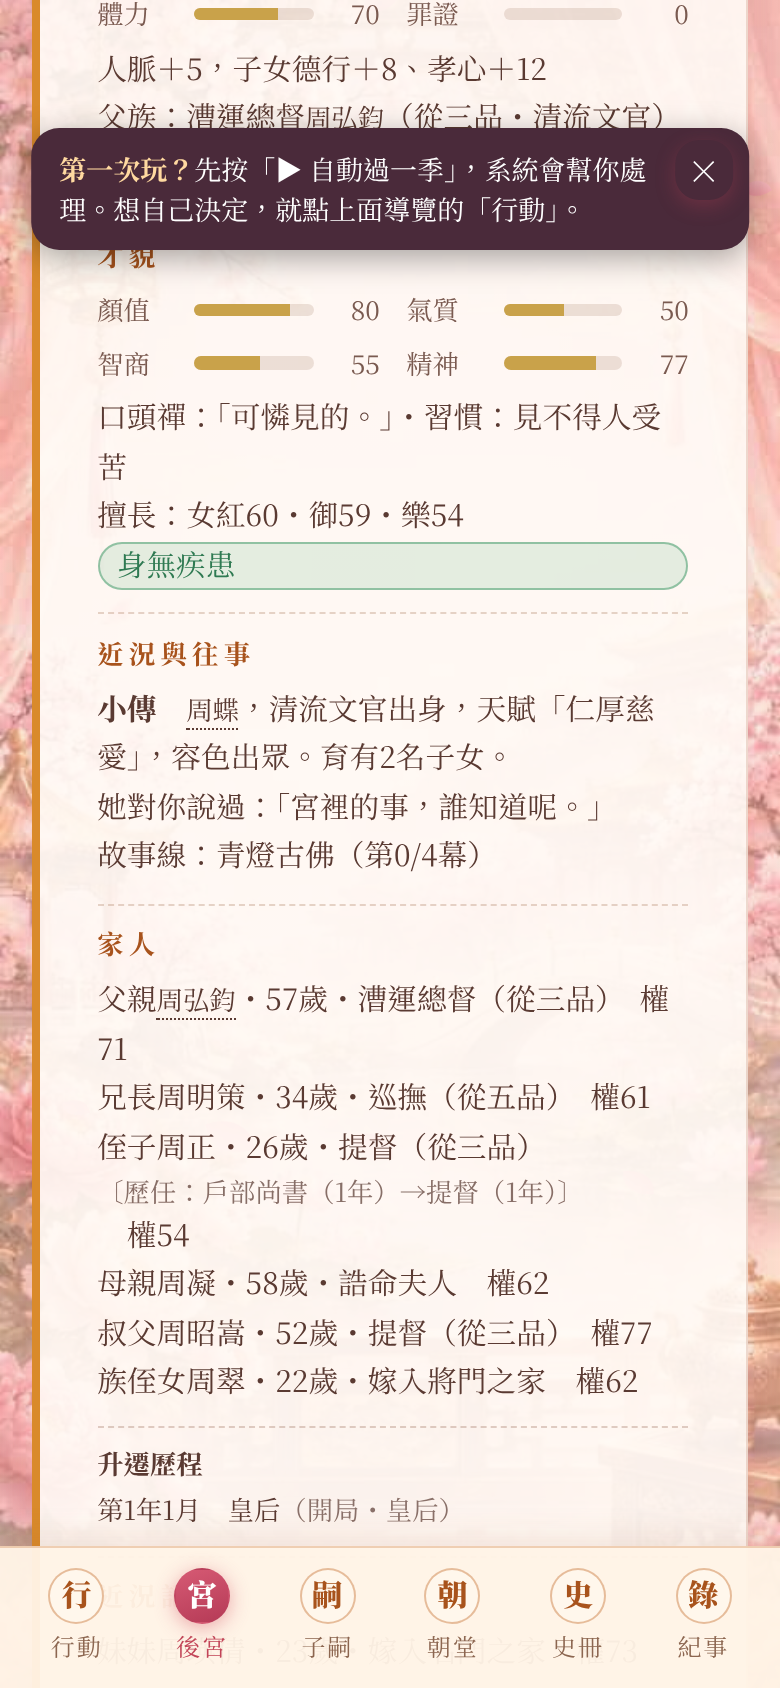 體力 70 罪證 0
人脈＋5，子女德行＋8、孝心＋12
父族：漕運總督周弘鈞（從三品・清流文官）
第一次玩？先按「▶ 自動過一季」，系統會幫你處
理。想自己決定，就點上面導覽的「行動」。
才貌
顏值 80 氣質 50
智商 55 精神 77
口頭禪：「可憐見的。」・習慣：見不得人受
苦
擅長：女紅60・御59・樂54
身無疾患
近況與往事
小傳　周蝶，清流文官出身，天賦「仁厚慈
愛」，容色出眾。育有2名子女。
她對你說過：「宮裡的事，誰知道呢。」
故事線：青燈古佛（第0/4幕）
家人
父親周弘鈞・57歲・漕運總督（從三品）　權
71
兄長周明策・34歲・巡撫（從五品）　權61
侄子周正・26歲・提督（從三品）
〔歷任：戶部尚書（1年）→提督（1年）〕
權54
母親周凝・58歲・誥命夫人　權62
叔父周昭嵩・52歲・提督（從三品）　權77
族侄女周翠・22歲・嫁入將門之家　權62
升遷歷程
第1年1月　皇后（開局・皇后）
行 宮 嗣 朝 史 錄
行動 後宮 子嗣 朝堂 史冊 紀事